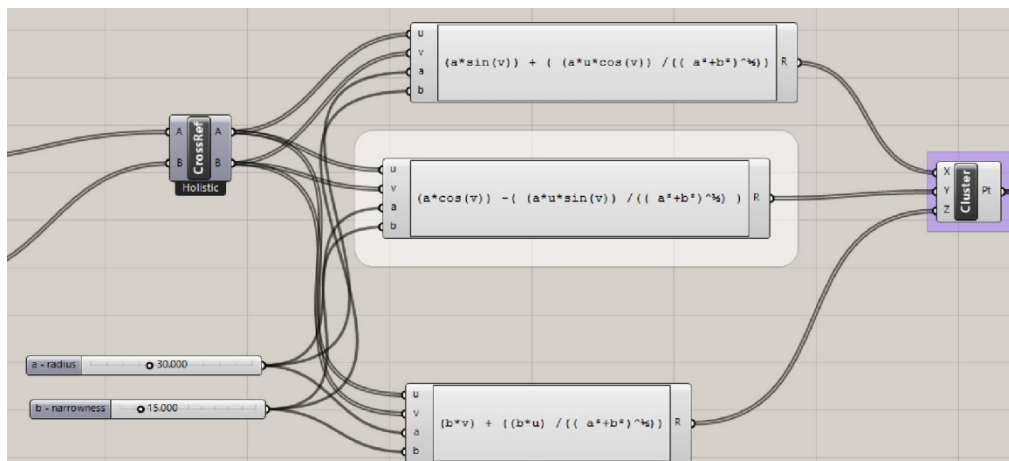 u
v
a
b
(a*sin(v)) + ( (a*u*cos(v)) /(( a²+b²)^½))
R
A
B
CrossRef
A
B
Holistic
u
v
a
b
(a*cos(v)) -( (a*u*sin(v)) /(( a²+b²)^½) )
R
X
Y
Z
Cluster
Pt
a - radius
30.000
b - narrowness
15.000
u
v
a
b
(b*v) + ((b*u) /(( a²+b²)^½))
R